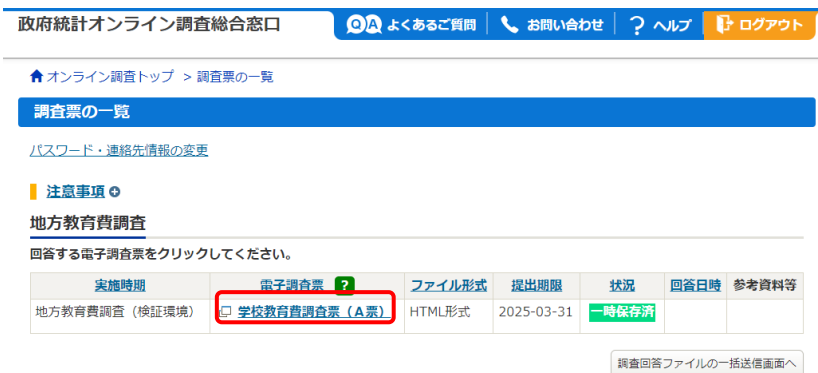 政府統計オンライン調査総合窓口
QA よくあるご質問 お問い合わせ ? ヘルプ ログアウト
オンライン調査トップ > 調査票の一覧
調査票の一覧
パスワード・連絡先情報の変更
注意事項
地方教育費調査
回答する電子調査票をクリックしてください。
実施時期 電子調査票 ? ファイル形式 提出期限 状況 回答日時 参考資料等
地方教育費調査（検証環境） 学校教育費調査票（A票） HTML形式 2025-03-31 一時保存済
調査回答ファイルの一括送信画面へ